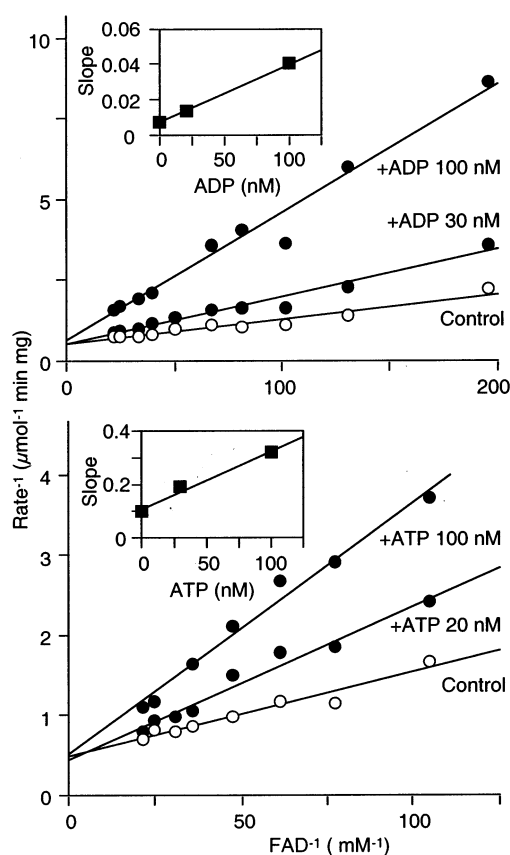 10
0.06
0.04
0.02
0
Slope
0 50 100
ADP (nM)
+ADP 100 nM
5
+ADP 30 nM
Control
0
0 100 200
Rate-1 (μmol-1 min mg)
0.4
0.2
0
Slope
0 50 100
ATP (nM)
4
+ATP 100 nM
3
+ATP 20 nM
2
Control
1
0
0 50 100
FAD-1 ( mM-1)